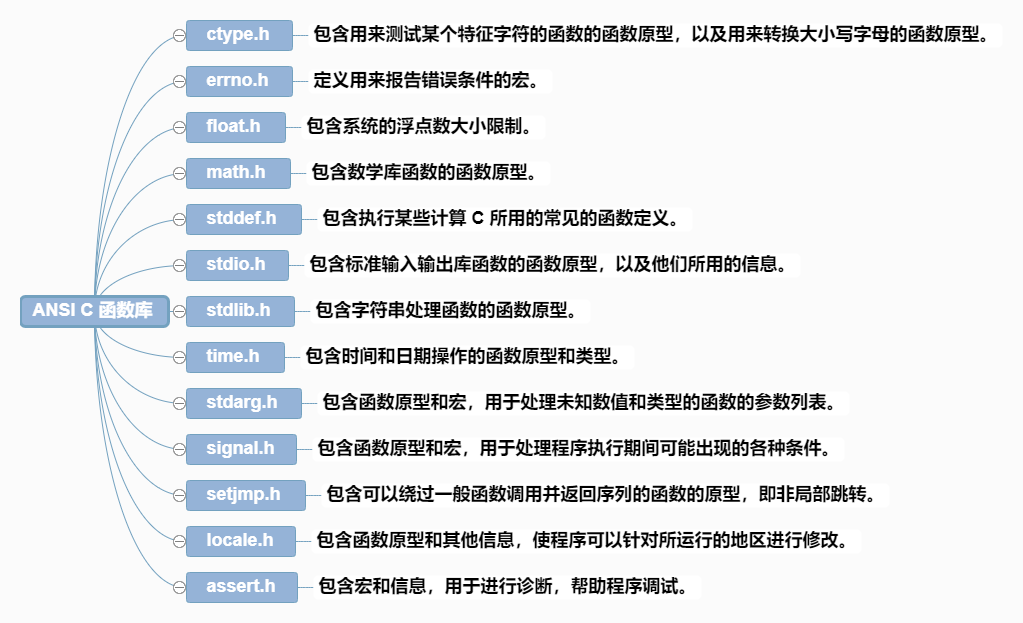 ctype.h 包含用来测试某个特征字符的函数的函数原型，以及用来转换大小写字母的函数原型。
errno.h 定义用来报告错误条件的宏。
float.h 包含系统的浮点数大小限制。
math.h 包含数学库函数的函数原型。
stddef.h 包含执行某些计算 C 所用的常见的函数定义。
stdio.h 包含标准输入输出库函数的函数原型，以及他们所用的信息。
ANSI C 函数库 stdlib.h 包含字符串处理函数的函数原型。
time.h 包含时间和日期操作的函数原型和类型。
stdarg.h 包含函数原型和宏，用于处理未知数值和类型的函数的参数列表。
signal.h 包含函数原型和宏，用于处理程序执行期间可能出现的各种条件。
setjmp.h 包含可以绕过一般函数调用并返回序列的函数的原型，即非局部跳转。
locale.h 包含函数原型和其他信息，使程序可以针对所运行的地区进行修改。
assert.h 包含宏和信息，用于进行诊断，帮助程序调试。